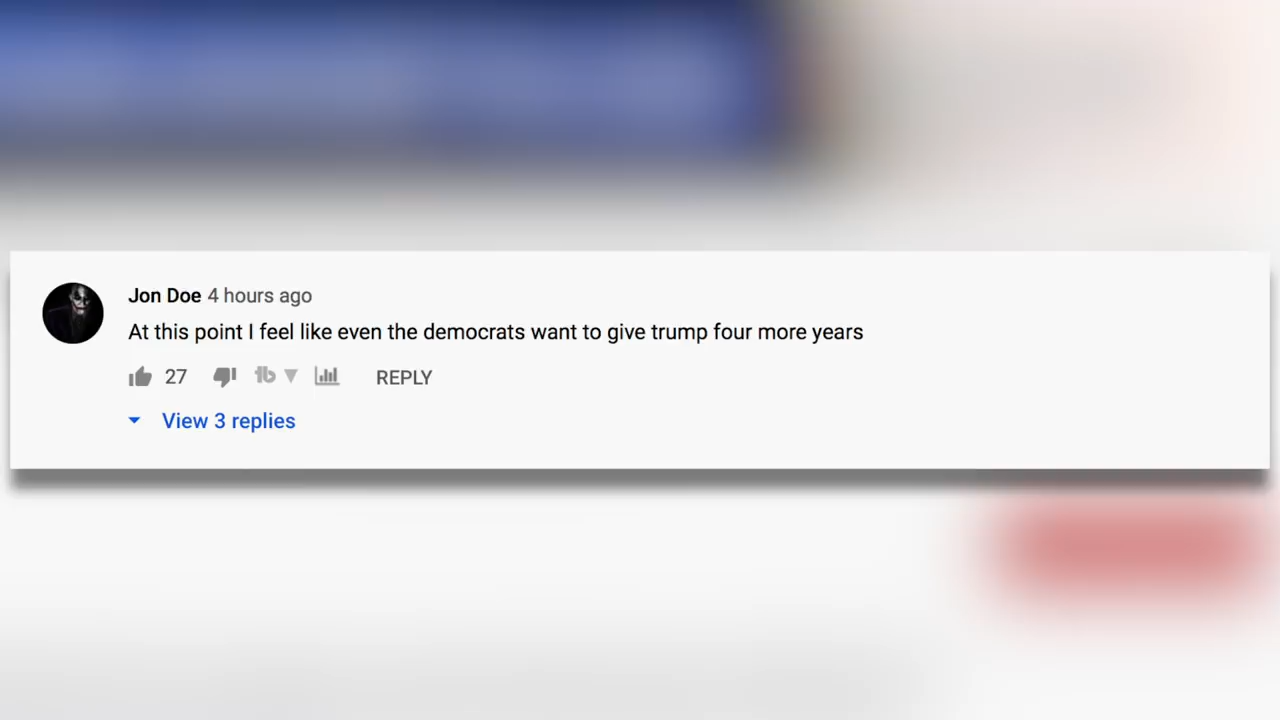 Jon Doe 4 hours ago
At this point I feel like even the democrats want to give trump four more years
27 REPLY
View 3 replies